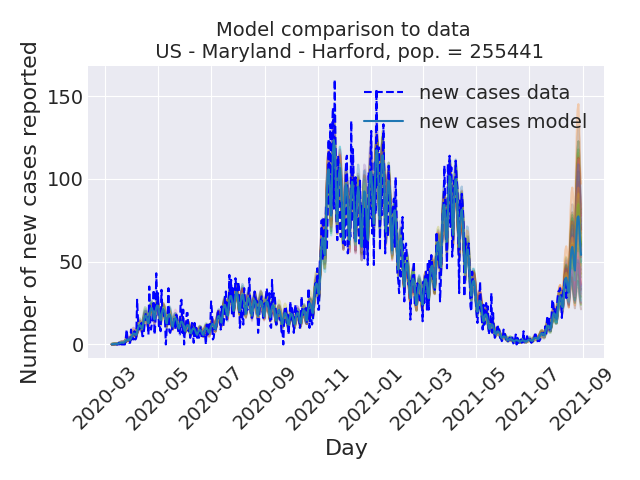 Model comparison to data
US - Maryland - Harford, pop. = 255441
Number of new cases reported
150
100
50
0
new cases data
new cases model
2020-03
2020-05
2020-07
2020-09
2020-11
2021-01
2021-03
2021-05
2021-07
2021-09
Day